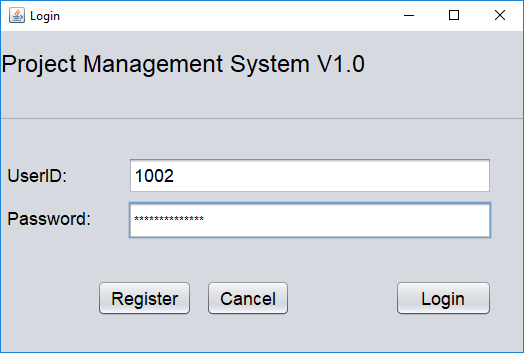 Login
Project Management System V1.0
UserID: 1002
Password: **************
Register Cancel Login